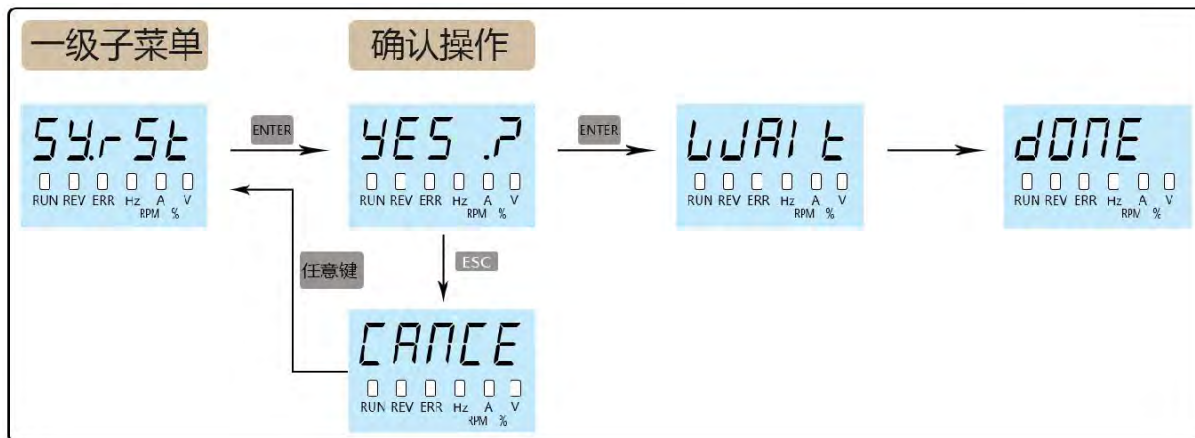 一级子菜单
确认操作
SY.rSt
RUN REV ERR Hz A V
RPM %
ENTER
YES .?
RUN REV ERR Hz A V
RPM %
ENTER
WAIt
RUN REV ERR Hz A V
RPM %
dONE
RUN REV ERR Hz A V
RPM %
任意键
ESC
CANCE
RUN REV ERR Hz A V
RPM %